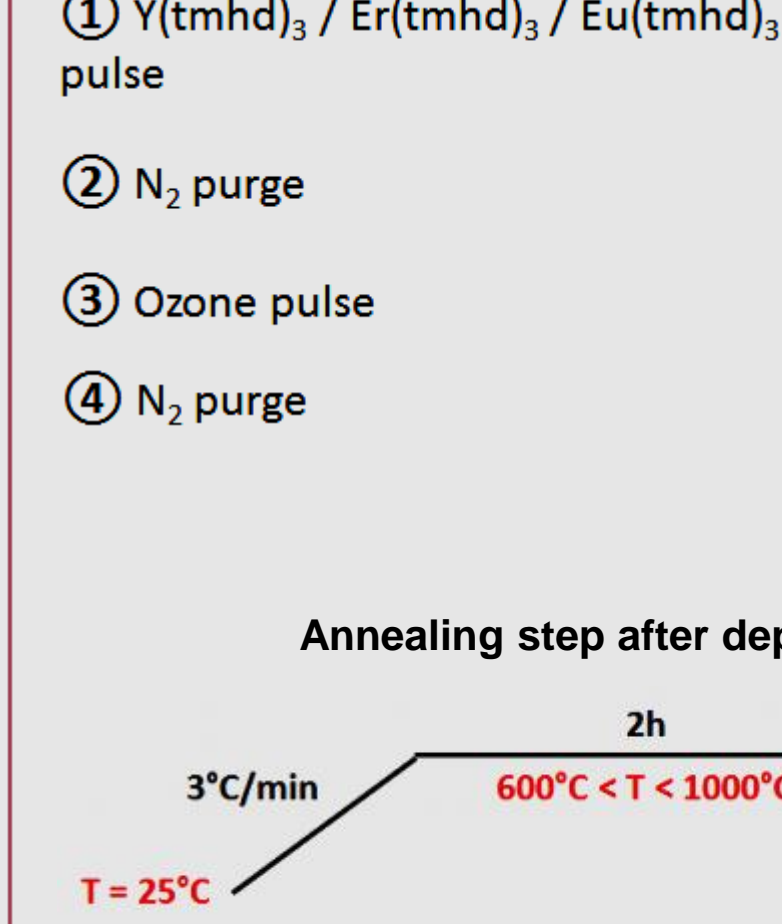 ① Y(tmhd)₃ / Er(tmhd)₃ / Eu(tmhd)₃
pulse
② N₂ purge
③ Ozone pulse
④ N₂ purge
Annealing step after dep
2h
3°C/min
600°C < T < 1000°C
T = 25°C